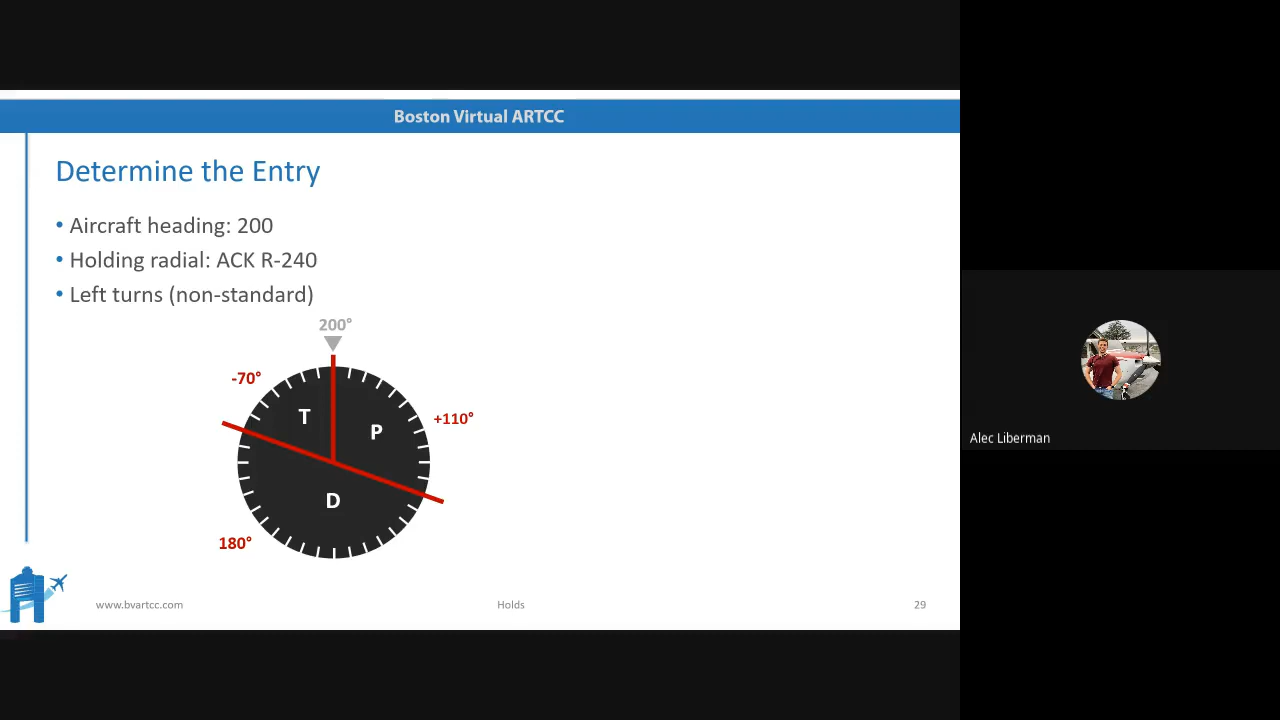 Boston Virtual ARTCC
Determine the Entry
• Aircraft heading: 200
• Holding radial: ACK R-240
• Left turns (non-standard)
200°
-70°
T
P
+110°
D
180°
Alec Liberman
www.bvartcc.com
Holds
29